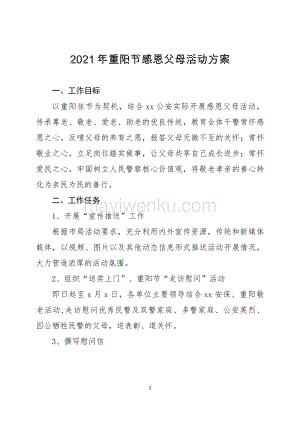 2021年重阳节感恩父母活动方案
一、工作目标
以重阳佳节为契机，结合 xx 公安实际开展感恩父母活动。
传承尊老、敬老、爱老、助老的优良传统，教育全体干警常怀感
恩之心，反哺父母的养育之恩，报答父母无微不至的关怀；常怀
敬业之心，立足岗位踏实做事，让父母共享自己成长进步；常怀
爱民之心，牢固树立人民警察核心价值观，将敬老孝亲的善心转
化为亲民为民的善行。
mayiwenku.com
二、工作任务
1、开展“宣传推送”工作
根据市局活动要求，充分利用内外宣传资源、传统和新媒体
载体，以视频、图片以及其他动态信息形式推送活动开展情况，
大力营造浓厚的活动氛围。
2、组织“送奖上门”、重阳节“走访慰问”活动
即日起至 x 月 x 日，各单位主要领导结合 xx 安保、重阳敬
老活动,走访慰问优秀民警及双警家庭、多警家庭、公安英烈、
因公牺牲民警的父母，送表彰、道关怀。
3、撰写慰问信
1